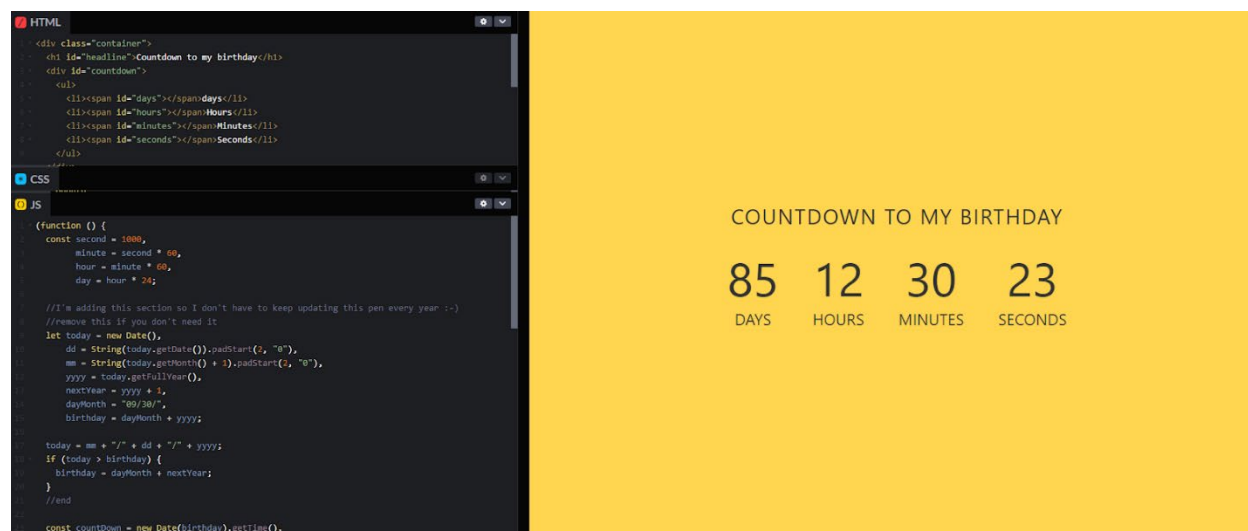 HTML
<div class="container">
<h1 id="headline">Countdown to my birthday</h1>
<div id="countdown">
<ul>
<li><span id="days"></span>days</li>
<li><span id="hours"></span>Hours</li>
<li><span id="minutes"></span>Minutes</li>
<li><span id="seconds"></span>Seconds</li>
</ul>
CSS
JS
(function () {
const second = 1000,
minute = second * 60,
hour = minute * 60,
day = hour * 24;
//I'm adding this section so I don't have to keep updating this pen every year :-)
//remove this if you don't need it
let today = new Date(),
dd = String(today.getDate()).padStart(2, "0"),
mm = String(today.getMonth() + 1).padStart(2, "0"),
yyyy = today.getFullYear(),
nextYear = yyyy + 1,
dayMonth = "09/30/",
birthday = dayMonth + yyyy;
today = mm + "/" + dd + "/" + yyyy;
if (today > birthday) {
birthday = dayMonth + nextYear;
}
//end
const countDown = new Date(birthday).getTime(),
COUNTDOWN TO MY BIRTHDAY
85 12 30 23
DAYS HOURS MINUTES SECONDS